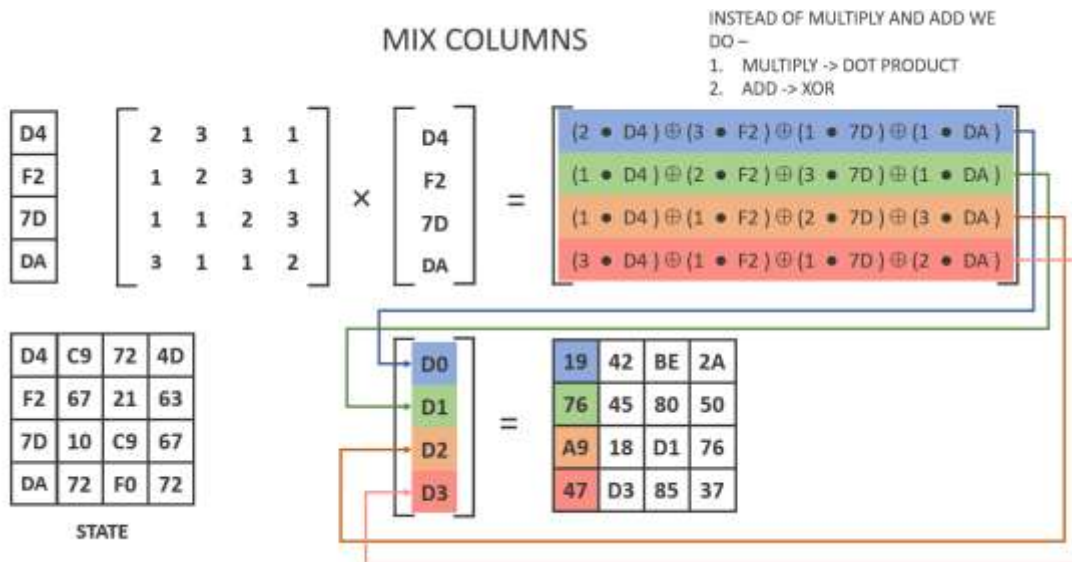 MIX COLUMNS
INSTEAD OF MULTIPLY AND ADD WE
DO –
1. MULTIPLY -> DOT PRODUCT
2. ADD -> XOR
D4
F2
7D
DA
2 3 1 1
1 2 3 1
1 1 2 3
3 1 1 2
×
D4
F2
7D
DA
=
(2 • D4) ⊕ (3 • F2) ⊕ (1 • 7D) ⊕ (1 • DA)
(1 • D4) ⊕ (2 • F2) ⊕ (3 • 7D) ⊕ (1 • DA)
(1 • D4) ⊕ (1 • F2) ⊕ (2 • 7D) ⊕ (3 • DA)
(3 • D4) ⊕ (1 • F2) ⊕ (1 • 7D) ⊕ (2 • DA)
D4 C9 72 4D
F2 67 21 63
7D 10 C9 67
DA 72 F0 72
STATE
D0
D1
D2
D3
=
19 42 BE 2A
76 45 80 50
A9 18 D1 76
47 D3 85 37